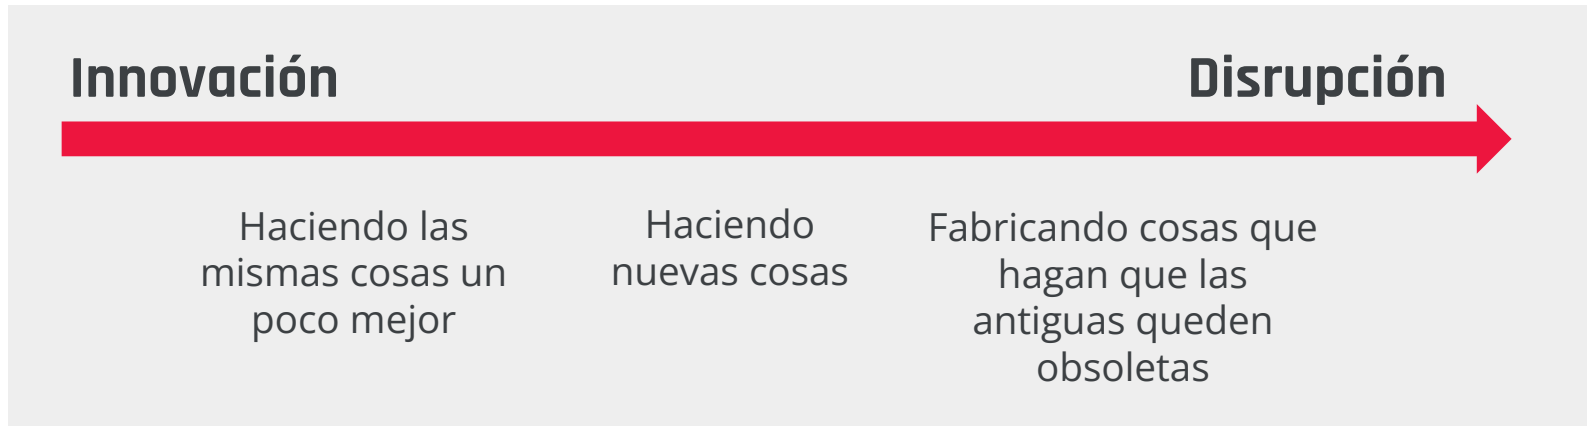 Innovación
Disrupción
Haciendo las
mismas cosas un
poco mejor
Haciendo
nuevas cosas
Fabricando cosas que
hagan que las
antiguas queden
obsoletas